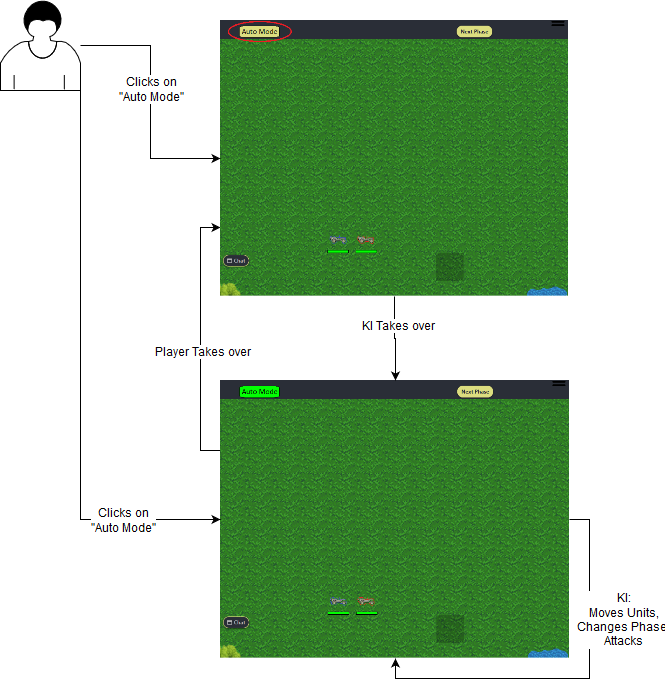 Auto Mode
Next Phase
Clicks on
"Auto Mode"
Chat
KI Takes over
Player Takes over
Auto Mode
Next Phase
Clicks on
"Auto Mode"
KI:
Moves Units,
Changes Phase
Attacks
Chat